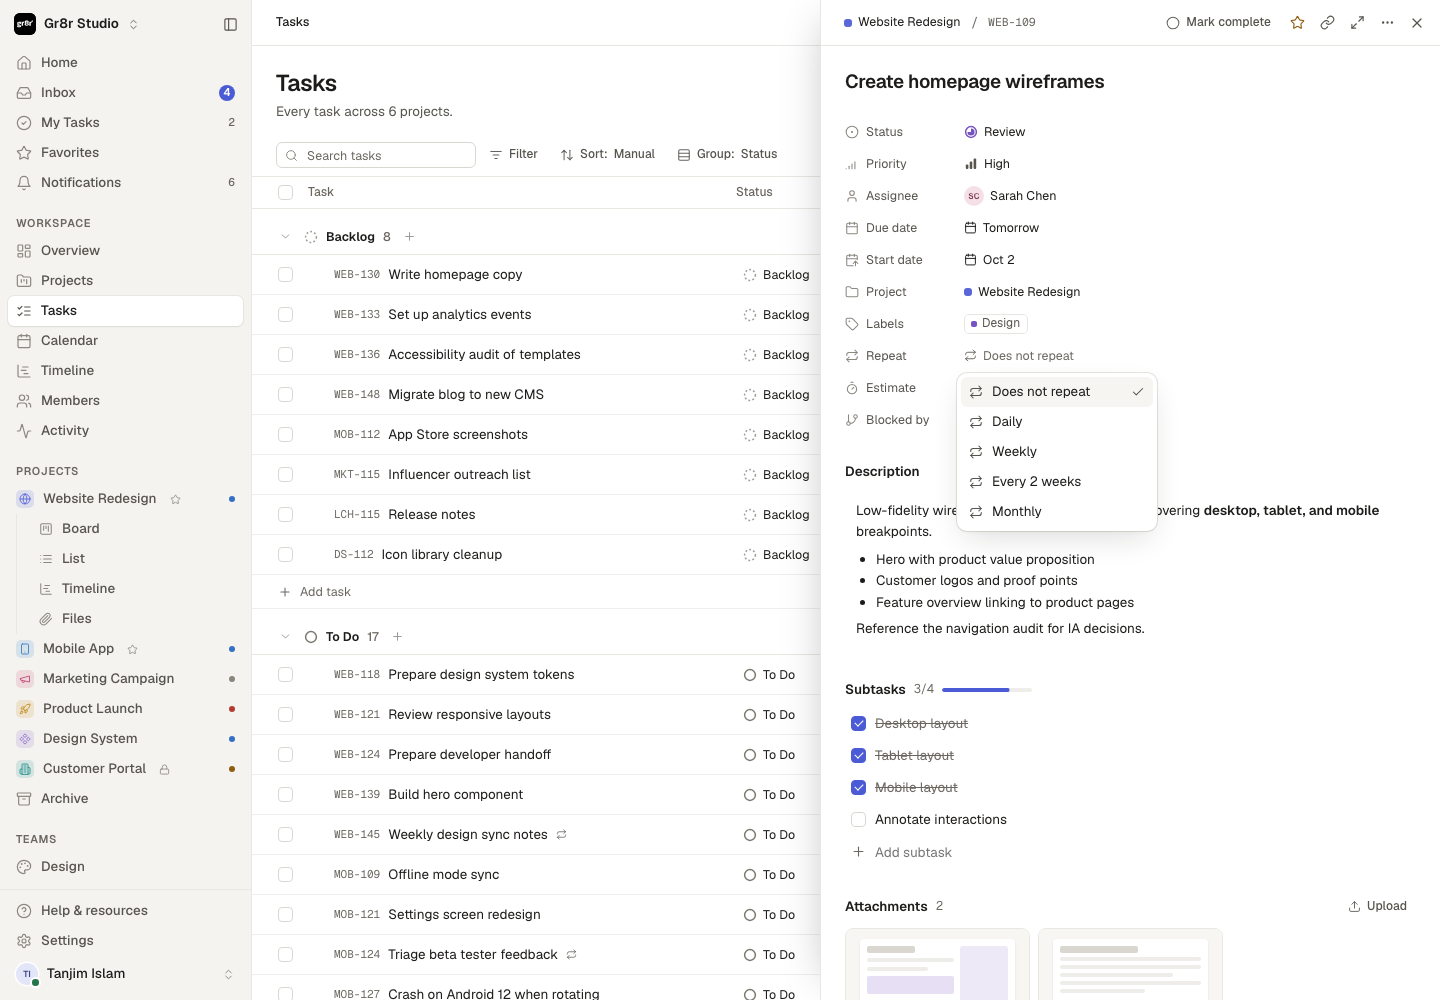 gr8r Gr8r Studio
Home
Inbox 4
My Tasks 2
Favorites
Notifications 6
WORKSPACE
Overview
Projects
Tasks
Calendar
Timeline
Members
Activity
PROJECTS
Website Redesign
Board
List
Timeline
Files
Mobile App
Marketing Campaign
Product Launch
Design System
Customer Portal
Archive
TEAMS
Design
Help & resources
Settings
TI Tanjim Islam
Tasks
Tasks
Every task across 6 projects.
Search tasks Filter Sort: Manual Group: Status
Task Status
Backlog 8
WEB-130 Write homepage copy Backlog
WEB-133 Set up analytics events Backlog
WEB-136 Accessibility audit of templates Backlog
WEB-148 Migrate blog to new CMS Backlog
MOB-112 App Store screenshots Backlog
MKT-115 Influencer outreach list Backlog
LCH-115 Release notes Backlog
DS-112 Icon library cleanup Backlog
Add task
To Do 17
WEB-118 Prepare design system tokens To Do
WEB-121 Review responsive layouts To Do
WEB-124 Prepare developer handoff To Do
WEB-139 Build hero component To Do
WEB-145 Weekly design sync notes To Do
MOB-109 Offline mode sync To Do
MOB-121 Settings screen redesign To Do
MOB-124 Triage beta tester feedback To Do
MOB-127 Crash on Android 12 when rotating To Do
Website Redesign / WEB-109 Mark complete
Create homepage wireframes
Status Review
Priority High
Assignee SC Sarah Chen
Due date Tomorrow
Start date Oct 2
Project Website Redesign
Labels Design
Repeat Does not repeat
Estimate
Blocked by
Does not repeat
Daily
Weekly
Every 2 weeks
Monthly
Description
Low-fidelity desktop, tablet, and mobile
breakpoints.
Hero with product value proposition
Customer logos and proof points
Feature overview linking to product pages
Reference the navigation audit for IA decisions.
Subtasks 3/4
Desktop layout
Tablet layout
Mobile layout
Annotate interactions
Add subtask
Attachments 2 Upload